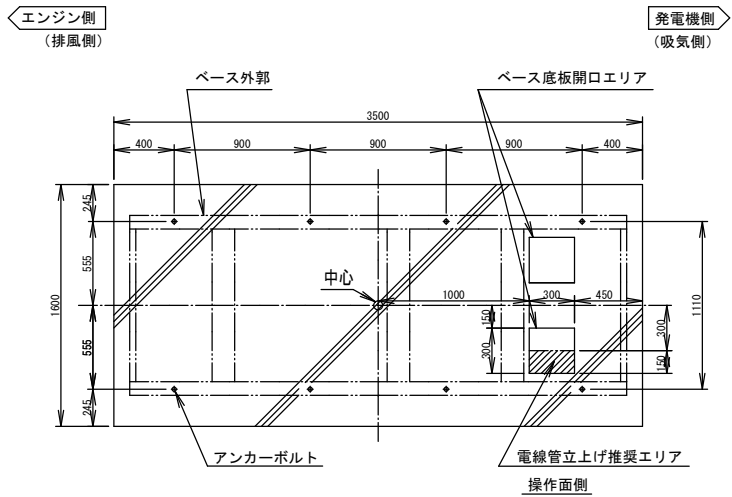 エンジン側
(排風側)
発電機側
(吸気側)
ベース外郭
ベース底板開口エリア
3500
400
900
900
900
400
245
555
555
245
1600
中心
1000
300
450
150
300
300
150
1110
アンカーボルト
電線管立上げ推奨エリア
操作面側